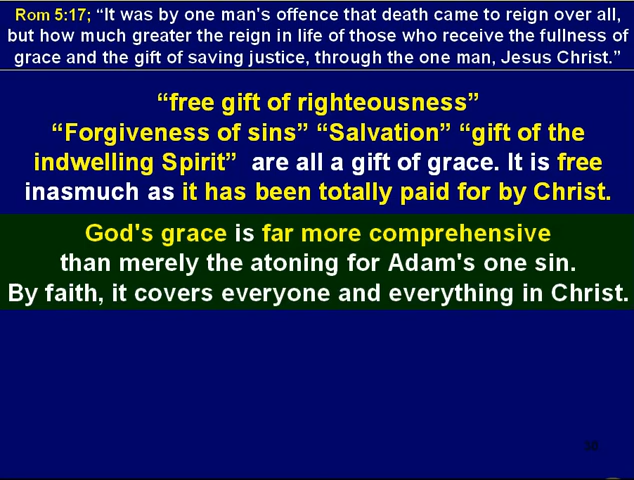 Rom 5:17; “It was by one man's offence that death came to reign over all,
but how much greater the reign in life of those who receive the fullness of
grace and the gift of saving justice, through the one man, Jesus Christ.”
“free gift of righteousness”
“Forgiveness of sins” “Salvation” “gift of the
indwelling Spirit” are all a gift of grace. It is free
inasmuch as it has been totally paid for by Christ.
God's grace is far more comprehensive
than merely the atoning for Adam's one sin.
By faith, it covers everyone and everything in Christ.